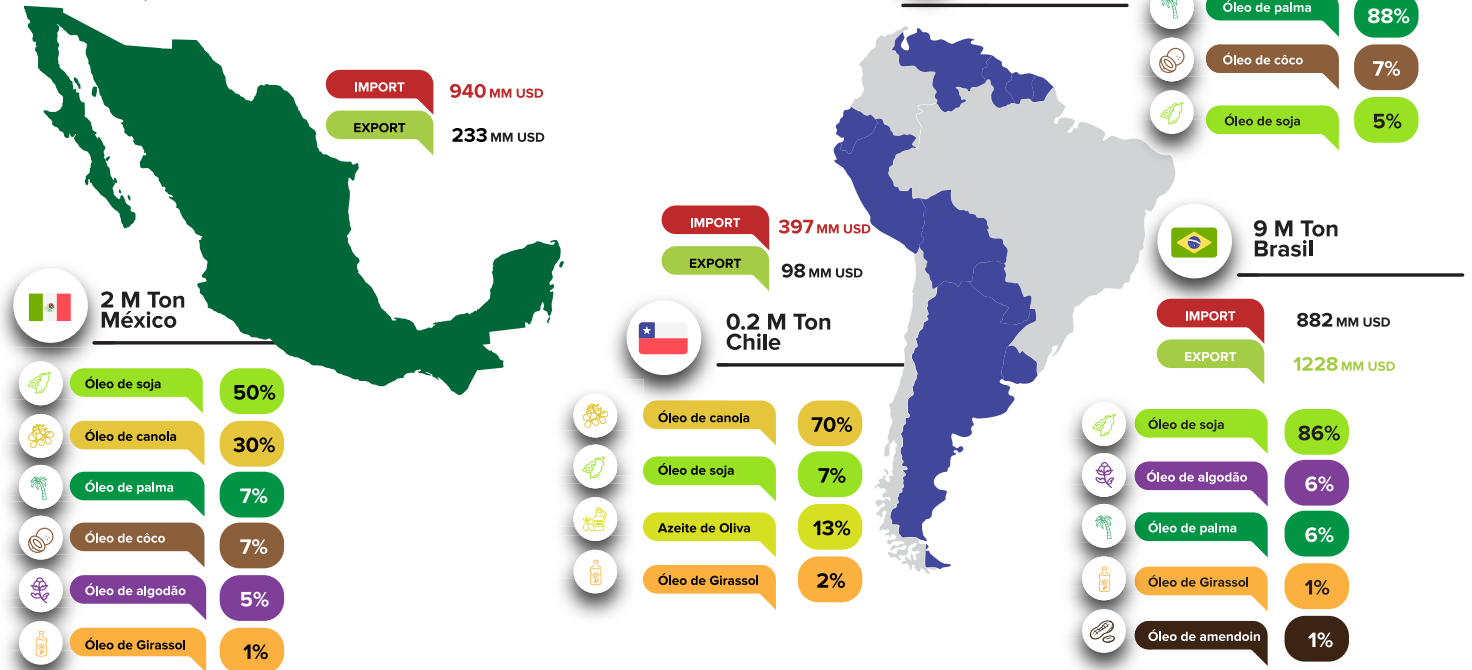 IMPORT
940 MM USD
EXPORT
233 MM USD
2 M Ton
México
Óleo de soja
50%
Óleo de canola
30%
Óleo de palma
7%
Óleo de côco
7%
Óleo de algodão
5%
Óleo de Girassol
1%
IMPORT
397 MM USD
EXPORT
98 MM USD
0.2 M Ton
Chile
Óleo de canola
70%
Óleo de soja
7%
Azeite de Oliva
13%
Óleo de Girassol
2%
Óleo de palma
88%
Óleo de côco
7%
Óleo de soja
5%
9 M Ton
Brasil
IMPORT
882 MM USD
EXPORT
1228 MM USD
Óleo de soja
86%
Óleo de algodão
6%
Óleo de palma
6%
Óleo de Girassol
1%
Óleo de amendoin
1%